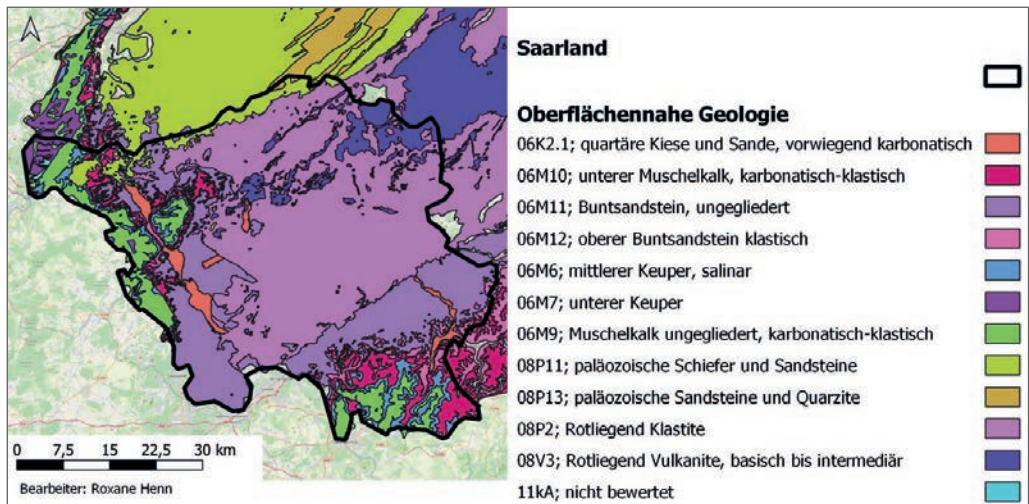 Saarland
Oberflächennahe Geologie
06K2.1; quartäre Kiese und Sande, vorwiegend karbonatisch
06M10; unterer Muschelkalk, karbonatisch-klastisch
06M11; Buntsandstein, ungegliedert
06M12; oberer Buntsandstein klastisch
06M6; mittlerer Keuper, salinar
06M7; unterer Keuper
06M9; Muschelkalk ungegliedert, karbonatisch-klastisch
08P11; paläozoische Schiefer und Sandsteine
08P13; paläozoische Sandsteine und Quarzite
08P2; Rotliegend Klastite
08V3; Rotliegend Vulkanite, basisch bis intermediär
11kA; nicht bewertet
0 7,5 15 22,5 30 km
Bearbeiter: Roxane Henn